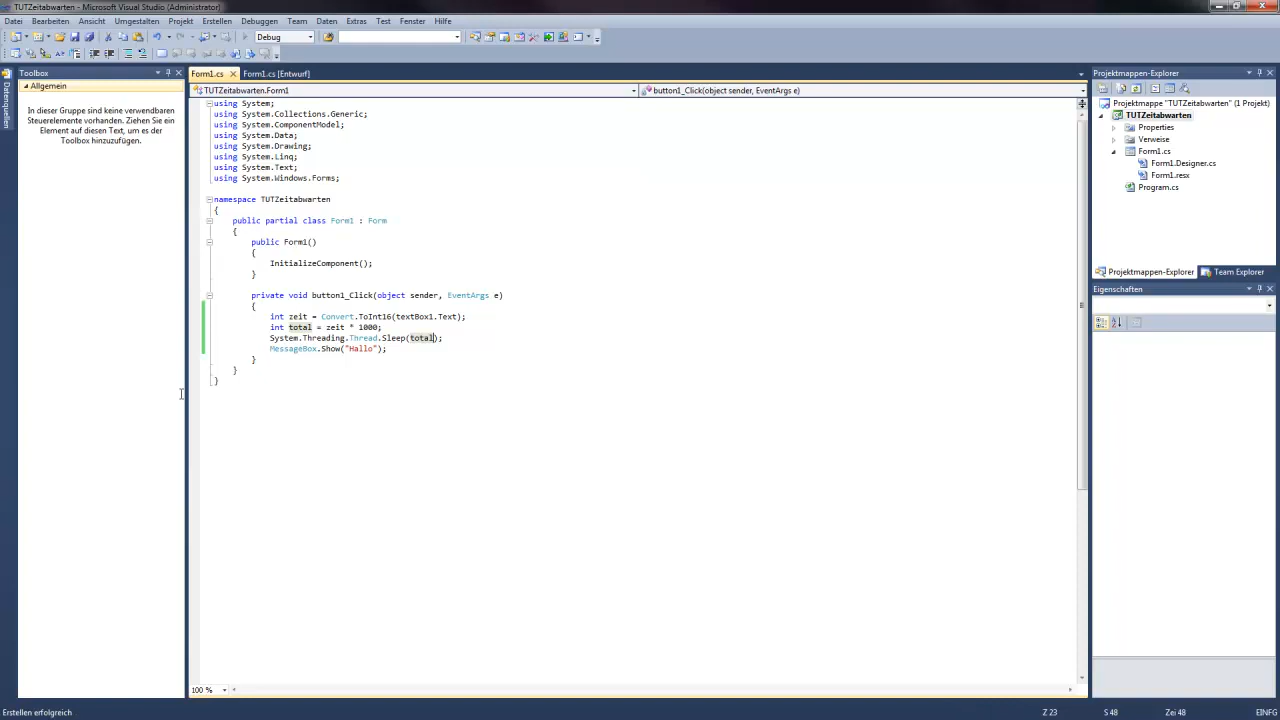 TUTZeitabwarten - Microsoft Visual Studio (Administrator)
Datei Bearbeiten Ansicht Umgestalten Projekt Erstellen Debuggen Team Daten Extras Test Fenster Hilfe
Debug
Toolbox
Allgemein
In dieser Gruppe sind keine verwendbaren
Steuerelemente vorhanden. Ziehen Sie ein
Element auf diesen Text, um es der
Toolbox hinzuzufügen.
Datenquellen
Form1.cs Form1.cs [Entwurf]
TUTZeitabwarten.Form1 button1_Click(object sender, EventArgs e)
using System;
using System.Collections.Generic;
using System.ComponentModel;
using System.Data;
using System.Drawing;
using System.Linq;
using System.Text;
using System.Windows.Forms;
namespace TUTZeitabwarten
{
public partial class Form1 : Form
{
public Form1()
{
InitializeComponent();
}
private void button1_Click(object sender, EventArgs e)
{
int zeit = Convert.ToInt16(textBox1.Text);
int total = zeit * 1000;
System.Threading.Thread.Sleep(total);
MessageBox.Show("Hallo");
}
}
}
100 %
Projektmappen-Explorer
Projektmappe "TUTZeitabwarten" (1 Projekt)
TUTZeitabwarten
Properties
Verweise
Form1.cs
Form1.Designer.cs
Form1.resx
Program.cs
Projektmappen-Explorer Team Explorer
Eigenschaften
Erstellen erfolgreich Z 23 S 48 Zei 48 EINFG